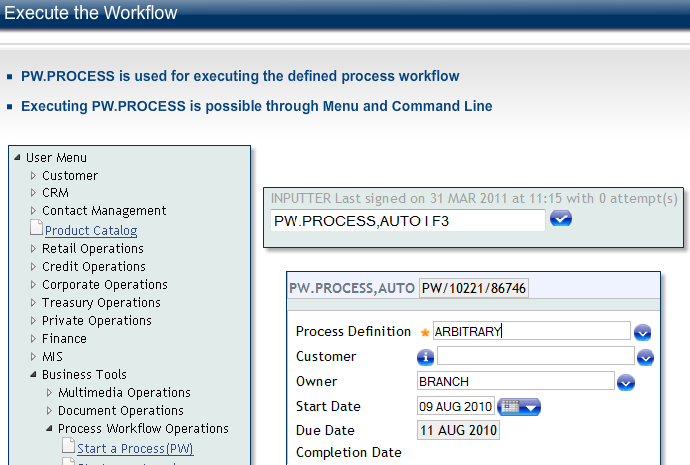 Execute the Workflow
PW.PROCESS is used for executing the defined process workflow
Executing PW.PROCESS is possible through Menu and Command Line
User Menu
Customer
CRM
Contact Management
Product Catalog
Retail Operations
Credit Operations
Corporate Operations
Treasury Operations
Private Operations
Finance
MIS
Business Tools
Multimedia Operations
Document Operations
Process Workflow Operations
Start a Process(PW)
INPUTTER Last signed on 31 MAR 2011 at 11:15 with 0 attempt(s)
PW.PROCESS,AUTO I F3
PW.PROCESS,AUTO PW/10221/86746
Process Definition ARBITRARY
Customer
Owner BRANCH
Start Date 09 AUG 2010
Due Date 11 AUG 2010
Completion Date